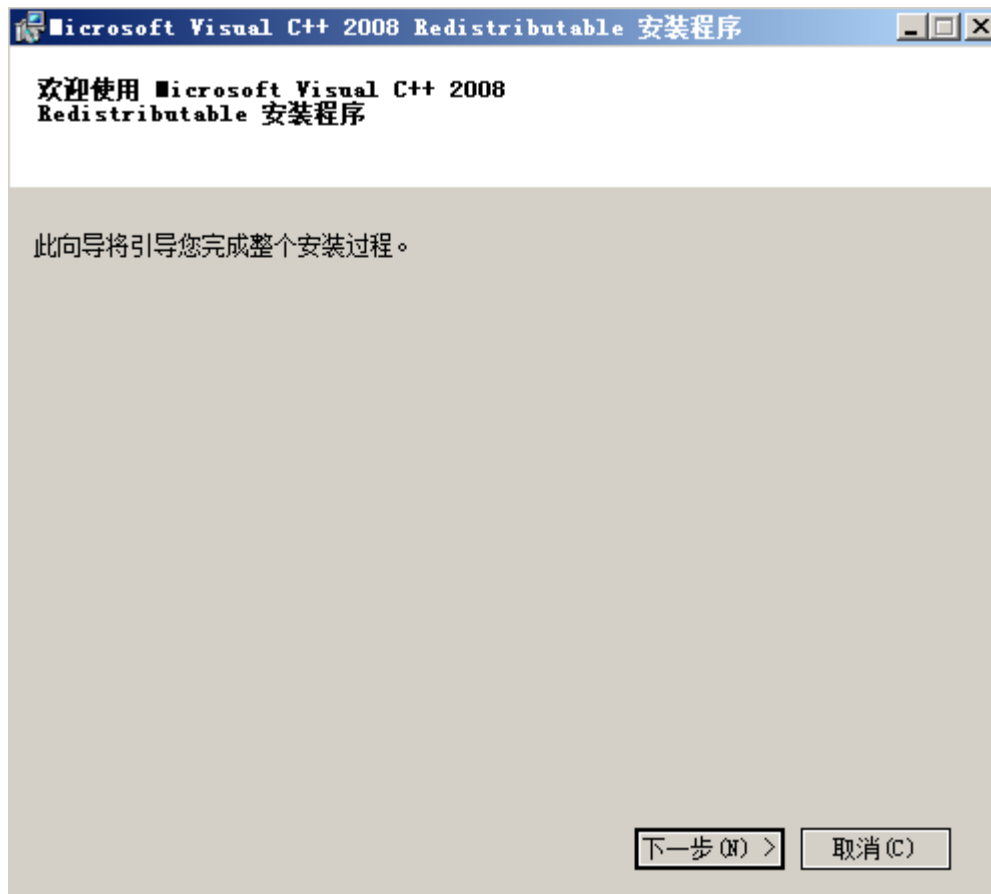 Microsoft Visual C++ 2008 Redistributable 安装程序
欢迎使用 Microsoft Visual C++ 2008
Redistributable 安装程序
此向导将引导您完成整个安装过程。
下一步(N) >
取消(C)